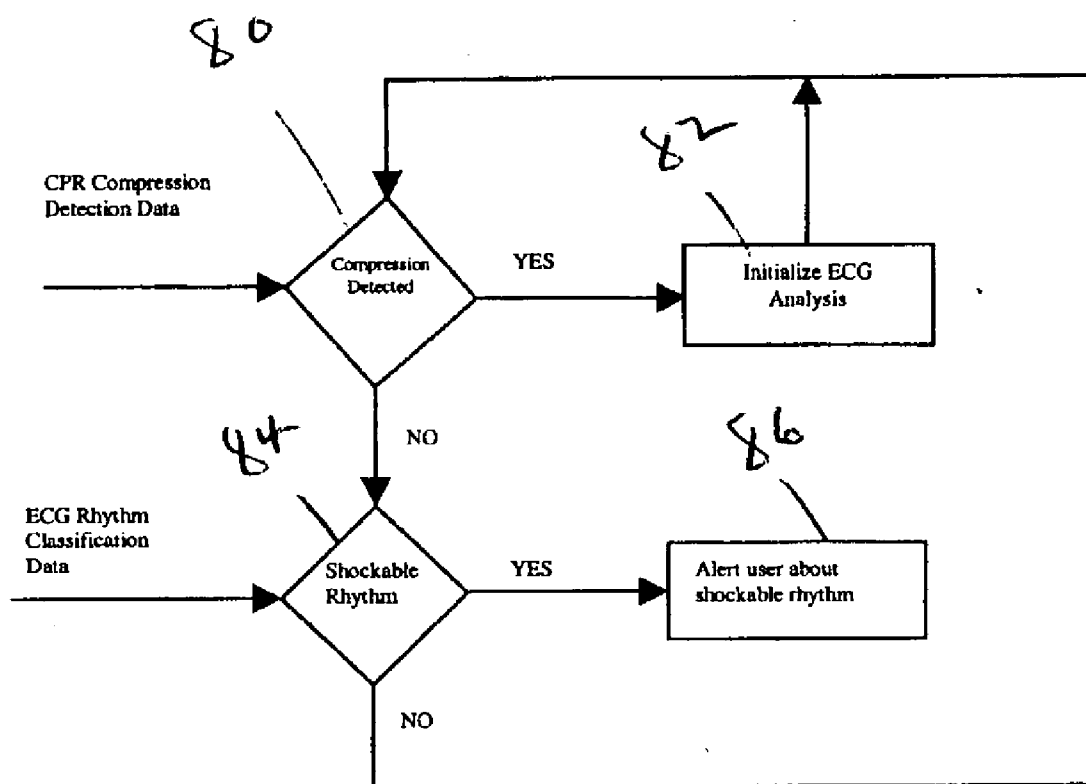 80
82
CPR Compression
Detection Data
Compression
Detected
YES
Initialize ECG
Analysis
NO
84
86
ECG Rhythm
Classification
Data
Shockable
Rhythm
YES
Alert user about
shockable rhythm
NO